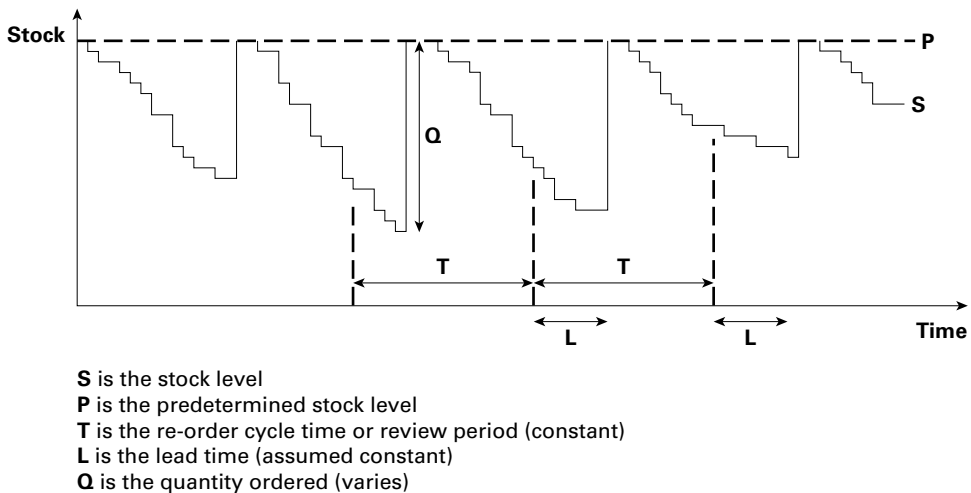 Stock
P
S
Q
T
T
L
L
Time
S is the stock level
P is the predetermined stock level
T is the re-order cycle time or review period (constant)
L is the lead time (assumed constant)
Q is the quantity ordered (varies)